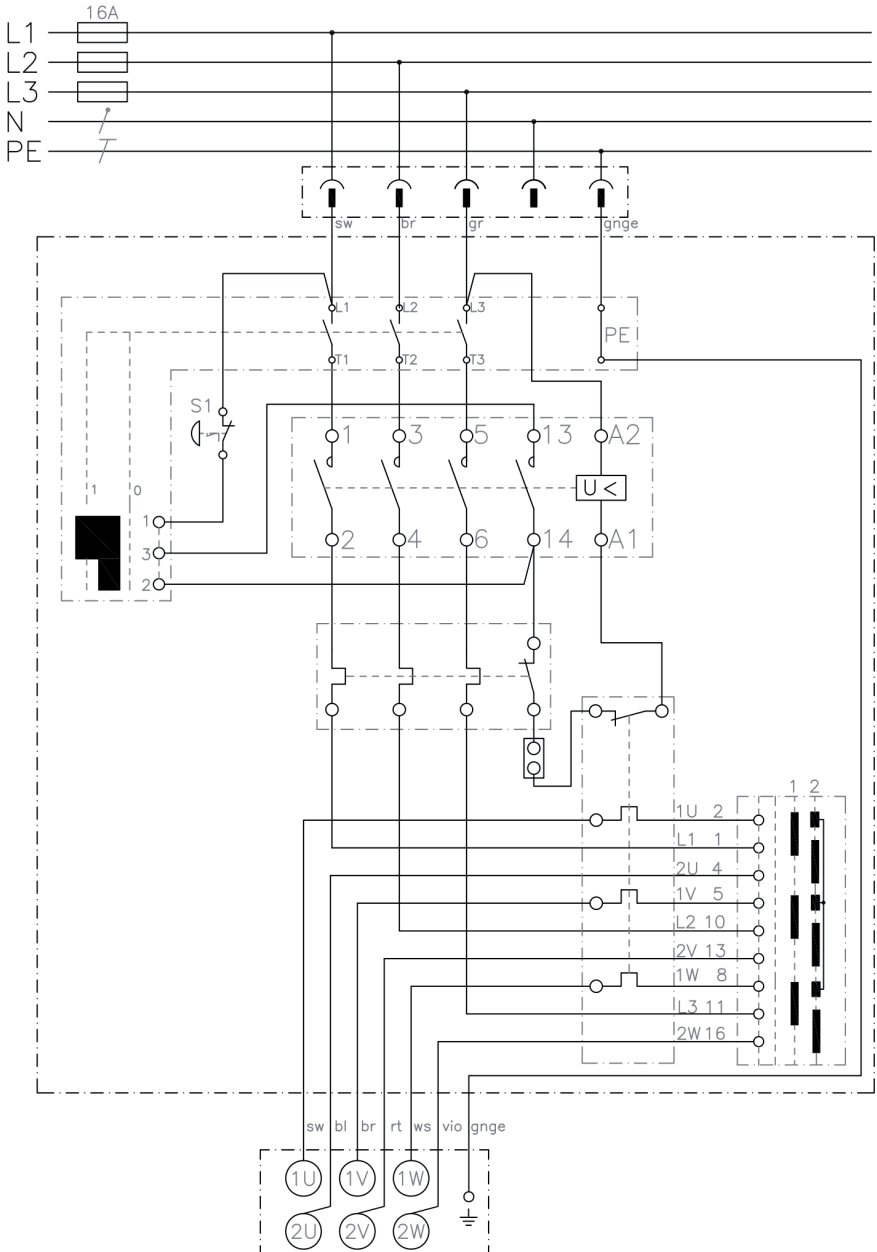 16A
L1
L2
L3
N
PE
sw br gr gnge
L1 L2 L3
PE
T1 T2 T3
S1
1 3 5 13 A2
1 0
U <
1
3
2
2 4 6 14 A1
1 2
1U 2
L1 1
2U 4
1V 5
L2 10
2V 13
1W 8
L3 11
2W 16
sw bl br rt ws vio gnge
1U 1V 1W
2U 2V 2W